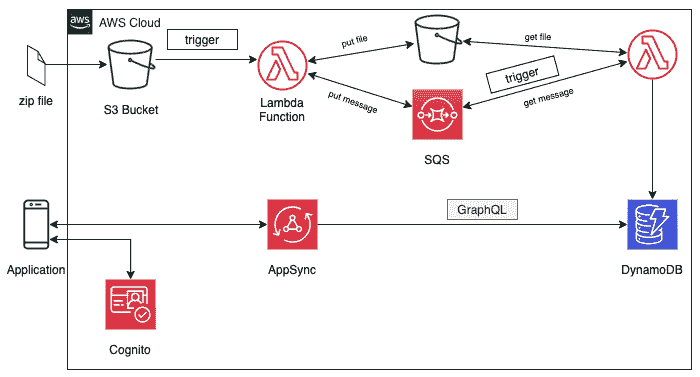 aws
AWS Cloud
trigger
put file
get file
zip file
S3 Bucket
Lambda
Function
trigger
put message
get message
SQS
GraphQL
Application
AppSync
DynamoDB
Cognito